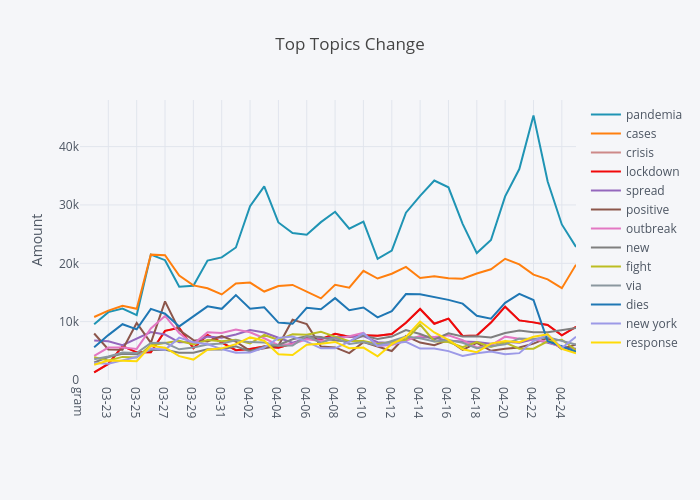 Top Topics Change
Amount
40k
30k
20k
10k
0
gram
03-23
03-25
03-27
03-29
03-31
04-02
04-04
04-06
04-08
04-10
04-12
04-14
04-16
04-18
04-20
04-22
04-24
pandemia
cases
crisis
lockdown
spread
positive
outbreak
new
fight
via
dies
new york
response